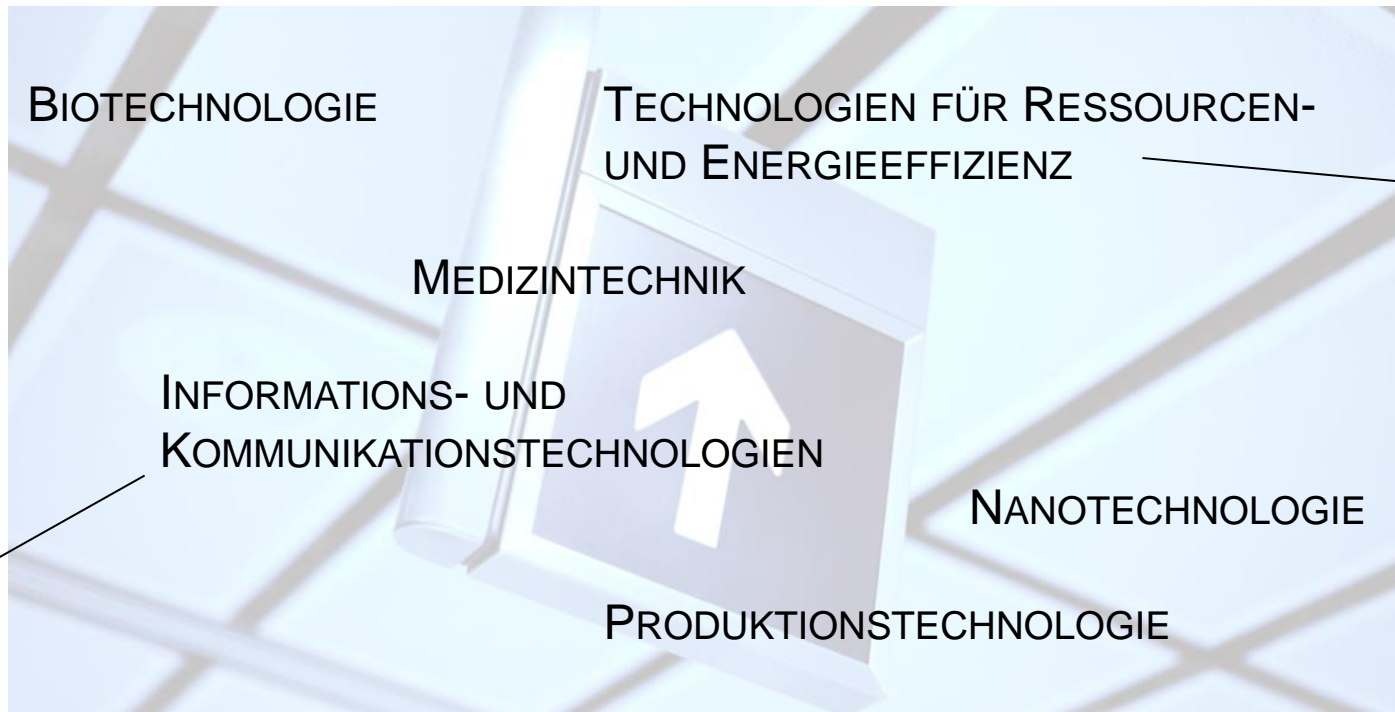 BIOTECHNOLOGIE
TECHNOLOGIEN FÜR RESSOURCEN-
UND ENERGIEEFFIZIENZ
MEDIZINTECHNIK
INFORMATIONS- UND
KOMMUNIKATIONSTECHNOLOGIEN
NANOTECHNOLOGIE
PRODUKTIONSTECHNOLOGIE